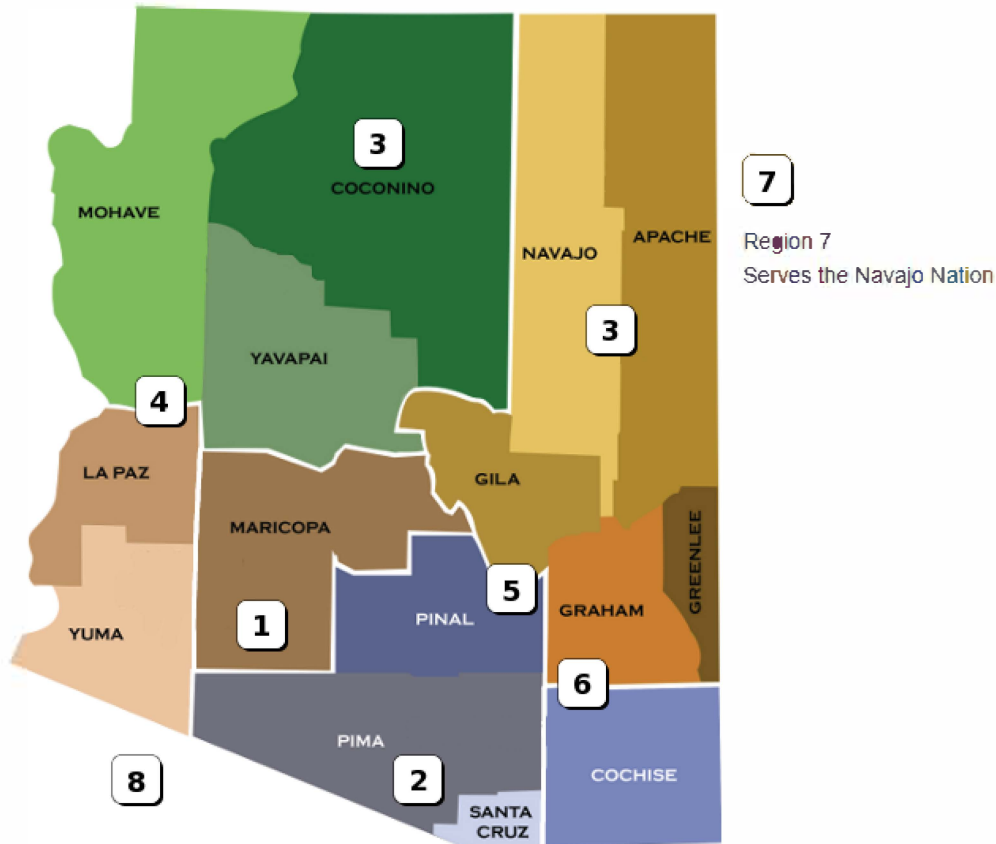 3
COCONINO
7
MOHAVE
Region 7
NAVAJO
APACHE
Serves the Navajo Nation
3
YAVAPAI
4
LA PAZ
GILA
MARICOPA
GREENLEE
5
GRAHAM
PINAL
1
YUMA
6
PIMA
2
8
COCHISE
SANTA
CRUZ